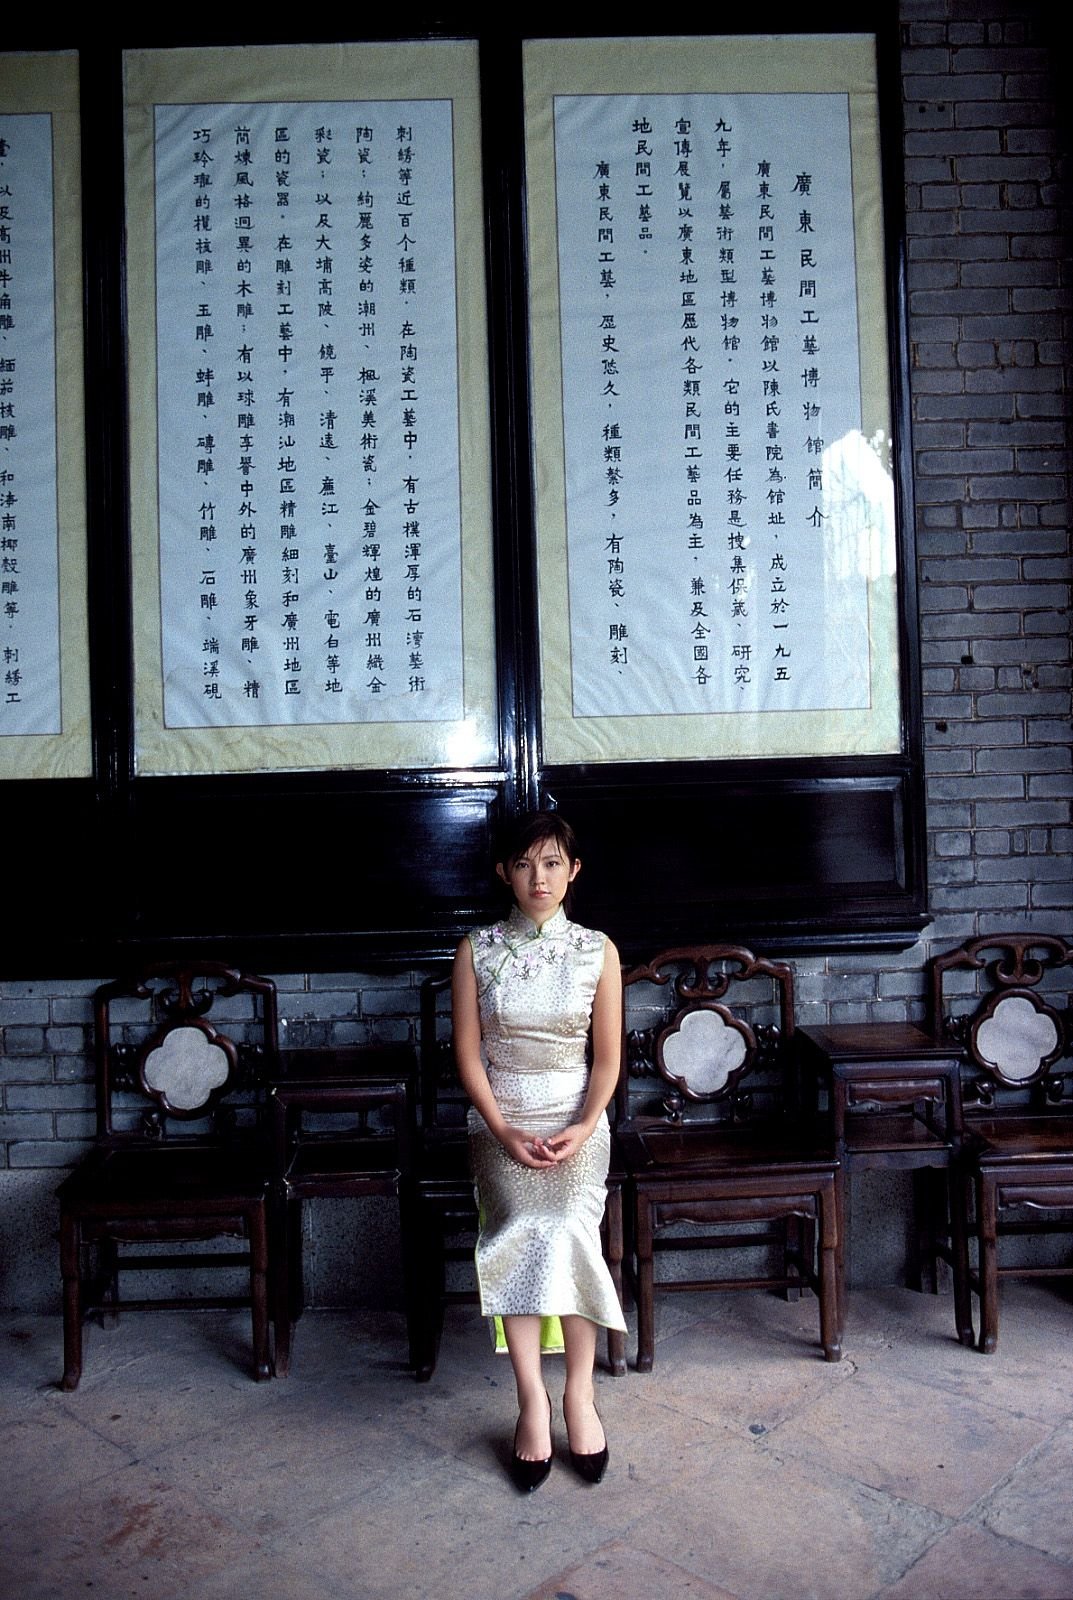 廣東民間工藝博物館簡介
廣東民間工藝博物館以陳氏書院為館址，成立於一九五
九年，屬藝術類型博物館。它的主要任務是搜集保藏、研究、
宣傳展覽以廣東地區歷代各類民間工藝品為主，兼及全國各
地民間工藝品。
廣東民間工藝，歷史悠久，種類繁多，有陶瓷、雕刻、
刺綉等近百个種類。在陶瓷工藝中，有古樸渾厚的石灣藝術
陶瓷；絢麗多姿的潮州、楓溪美術瓷；金碧輝煌的廣州織金
彩瓷；以及大埔高陂、饒平、清遠、廉江、臺山、電白等地
區的瓷器。在雕刻工藝中，有潮汕地區精雕細刻和廣州地區
簡煉風格迥異的木雕；有以球雕享譽中外的廣州象牙雕、精
巧玲瓏的欖核雕、玉雕、蚌雕、磚雕、竹雕、石雕、端溪硯
以及高州牛角雕、緬茄核雕、和海南椰殼雕等。刺綉工